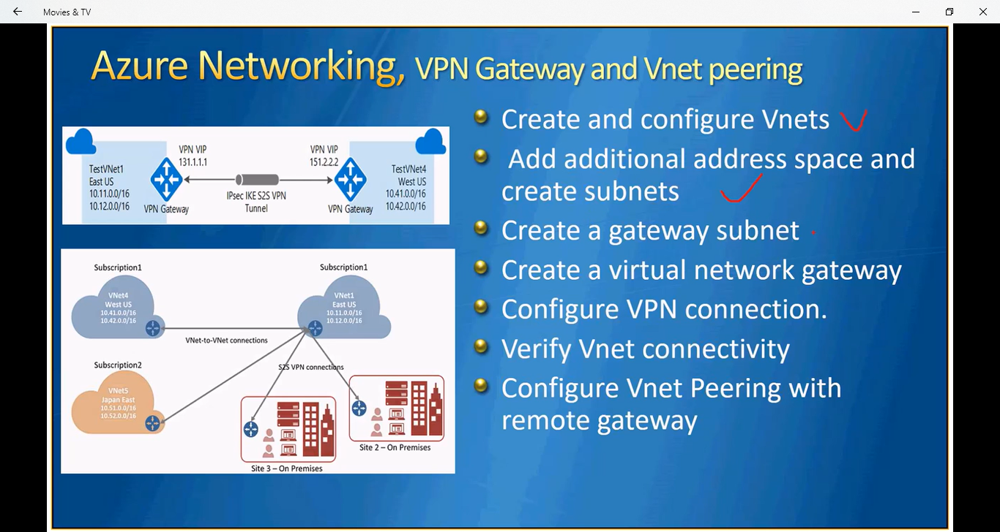 Movies & TV
Azure Networking, VPN Gateway and Vnet peering
VPN VIP
131.1.1.1
VPN VIP
151.2.2.2
TestVNet1
East US
10.11.0.0/16
10.12.0.0/16
VPN Gateway
IPsec IKE S2S VPN
Tunnel
VPN Gateway
TestVNet4
West US
10.41.0.0/16
10.42.0.0/16
Subscription1
VNet4
West US
10.41.0.0/16
10.42.0.0/16
Subscription1
VNet1
East US
10.11.0.0/16
10.12.0.0/16
VNet-to-VNet connections
Subscription2
VNet5
Japan East
10.51.0.0/16
10.52.0.0/16
S2S VPN connections
Site 2 – On Premises
Site 3 – On Premises
Create and configure Vnets
Add additional address space and
create subnets
Create a gateway subnet
Create a virtual network gateway
Configure VPN connection.
Verify Vnet connectivity
Configure Vnet Peering with
remote gateway